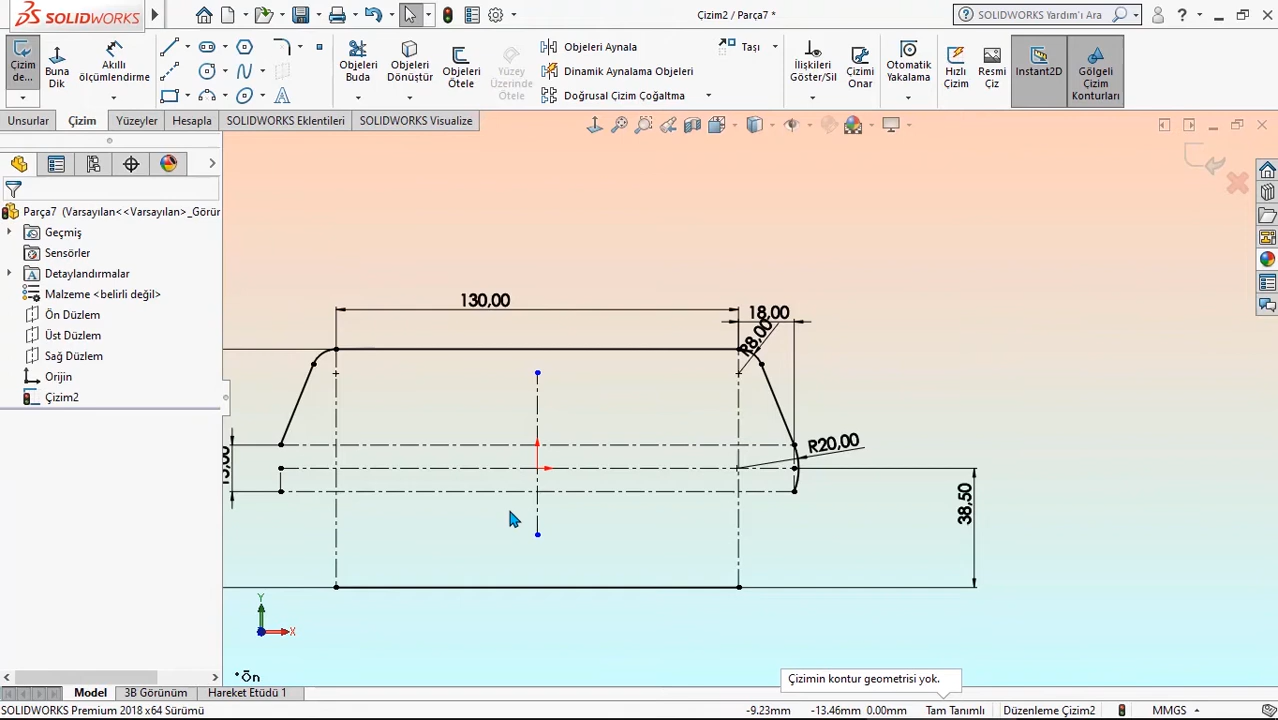 SOLIDWORKS
Çizim2 / Parça7 *
SOLIDWORKS Yardım'ı Ara
?
Çizim
de...
Buna
Dik
Akıllı
ölçümlendirme
Objeleri
Buda
Objeleri
Dönüştür
Objeleri
Ötele
Yüzey
Üzerinde
Ötele
Objeleri Aynala
Dinamik Aynalama Objeleri
Doğrusal Çizim Çoğaltma
Taşı
İlişkileri
Göster/Sil
Çizimi
Onar
Otomatik
Yakalama
Hızlı
Çizim
Resmi
Çiz
Instant2D
Gölgeli
Çizim
Konturları
Unsurlar
Çizim
Yüzeyler
Hesapla
SOLIDWORKS Eklentileri
SOLIDWORKS Visualize
Parça7 (Varsayılan<<Varsayılan>_Görür
Geçmiş
Sensörler
Detaylandırmalar
Malzeme <belirli değil>
Ön Düzlem
Üst Düzlem
Sağ Düzlem
Orijin
Çizim2
130,00
18,00
R8,00
R20,00
38,50
Y
X
*Ön
Çizimin kontur geometrisi yok.
Model
3B Görünüm
Hareket Etüdü 1
SOLIDWORKS Premium 2018 x64 Sürümü
-9.23mm
-13.46mm 0.00mm
Tam Tanımlı
Düzenleme Çizim2
MMGS